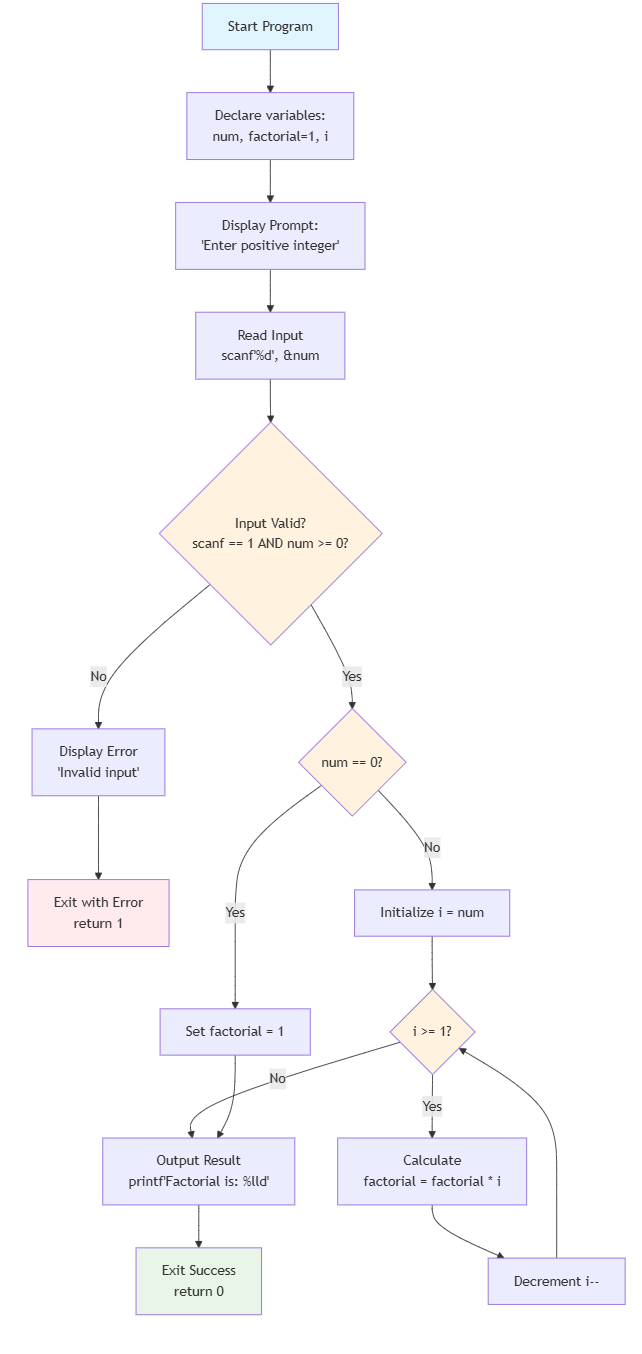 Start Program
Declare variables:
num, factorial=1, i
Display Prompt:
'Enter positive integer'
Read Input
scanf'%d', &num
Input Valid?
scanf == 1 AND num >= 0?
No
Yes
Display Error
'Invalid input'
num == 0?
No
Exit with Error
return 1
Yes
Initialize i = num
Set factorial = 1
i >= 1?
No
Yes
Output Result
printf'Factorial is: %lld'
Calculate
factorial = factorial * i
Exit Success
return 0
Decrement i--